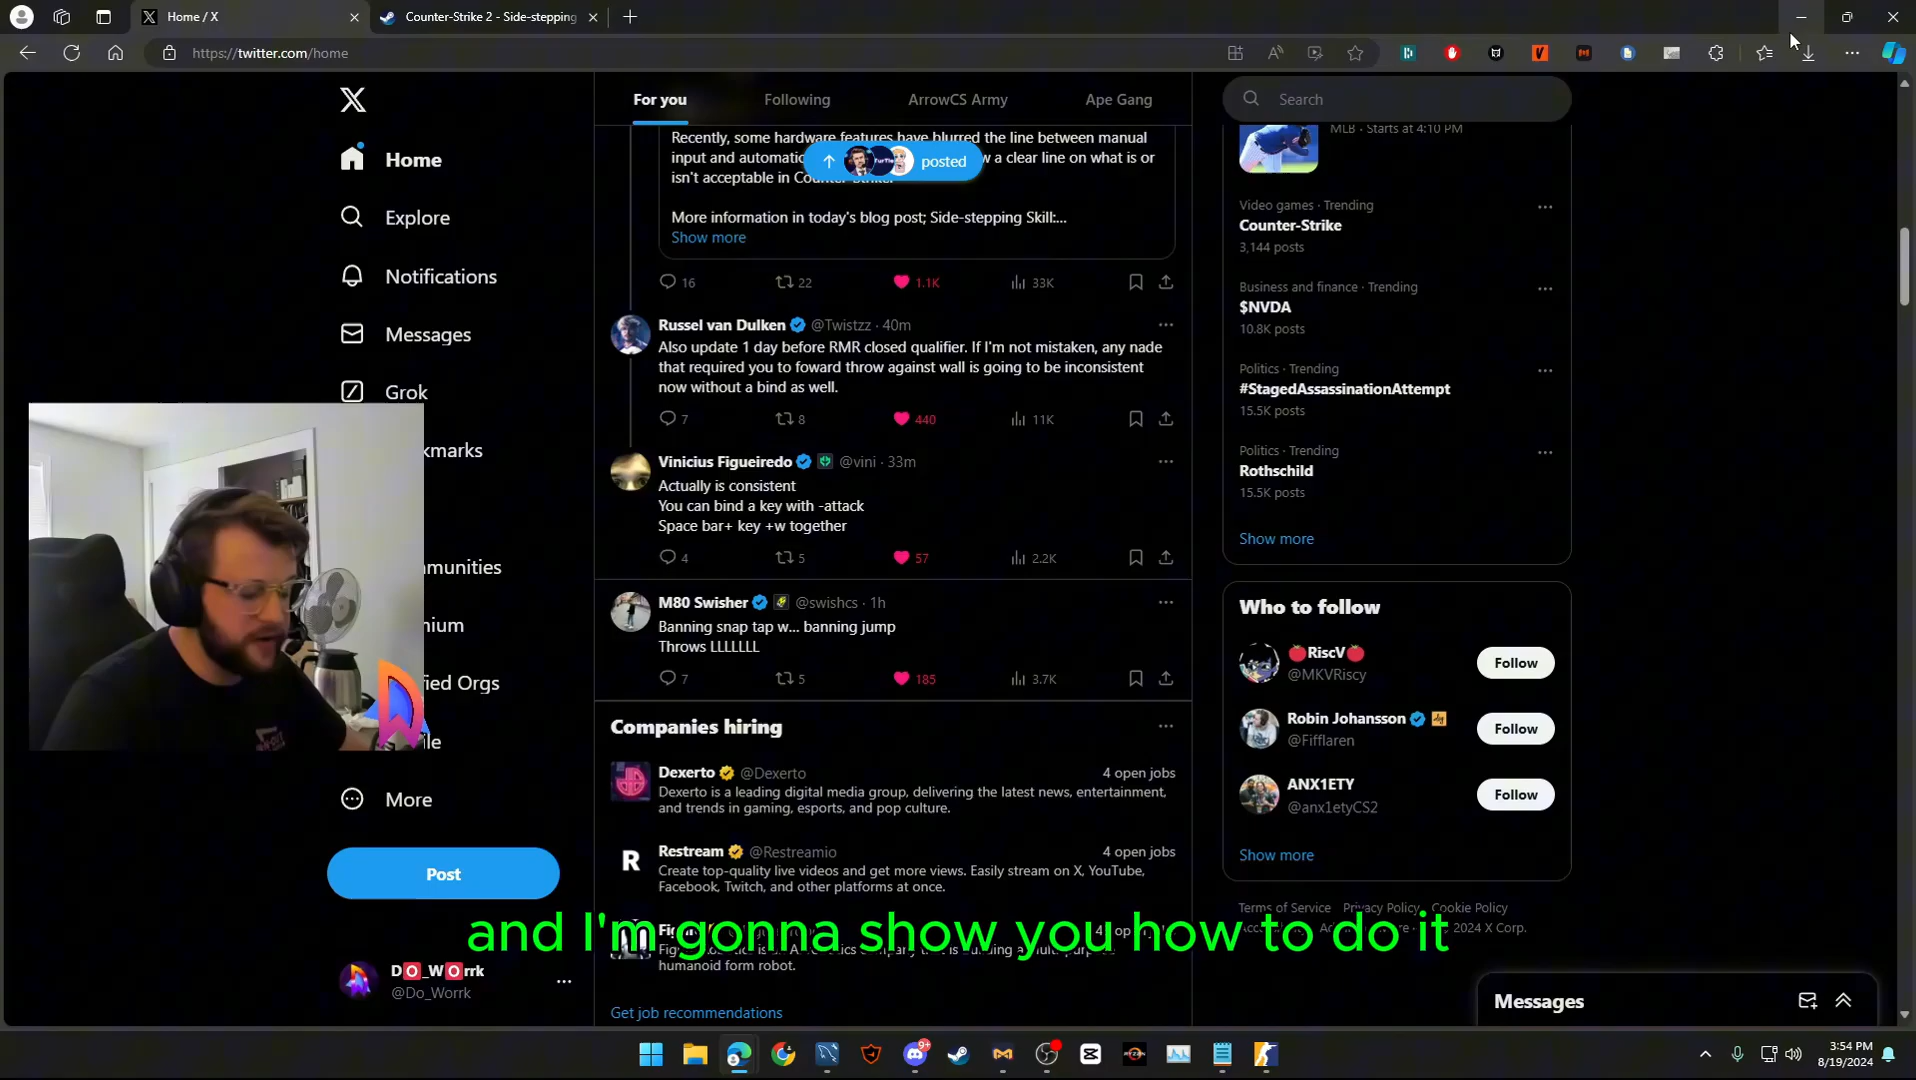 Home / X
Counter-Strike 2 - Side-stepping
https://twitter.com/home
For you
Following
ArrowCS Army
Ape Gang
Search
Home
Explore
Notifications
Messages
Grok
kmarks
munities
mium
fied Orgs
ile
More
Post
DO_WOrrk
@Do_Worrk
Recently, some hardware features have blurred the line between manual
input and automatic
w a clear line on what is or
isn't acceptable in Counter-Strike.
posted
More information in today's blog post; Side-stepping Skill:...
Show more
16
22
1.1K
33K
Russel van Dulken @Twistzz · 40m
Also update 1 day before RMR closed qualifier. If I'm not mistaken, any nade
that required you to foward throw against wall is going to be inconsistent
now without a bind as well.
7
8
440
11K
Vinicius Figueiredo @vini · 33m
Actually is consistent
You can bind a key with -attack
Space bar+ key +w together
4
5
57
2.2K
M80 Swisher @swishcs · 1h
Banning snap tap w... banning jump
Throws LLLLLLL
7
5
185
3.7K
Companies hiring
Dexerto @Dexerto
4 open jobs
Dexerto is a leading digital media group, delivering the latest news, entertainment,
and trends in gaming, esports, and pop culture.
Restream @Restreamio
4 open jobs
Create top-quality live videos and get more views. Easily stream on X, YouTube,
Facebook, Twitch, and other platforms at once.
and I'm gonna show you how to do it
humanoid form robot.
Get job recommendations
MLB · Starts at 4:10 PM
Video games · Trending
Counter-Strike
3,144 posts
Business and finance · Trending
$NVDA
10.8K posts
Politics · Trending
#StagedAssassinationAttempt
15.5K posts
Politics · Trending
Rothschild
15.5K posts
Show more
Who to follow
RiscV
@MKVRiscy
Follow
Robin Johansson
@Fifflaren
Follow
ANX1ETY
@anx1etyCS2
Follow
Show more
Terms of Service Privacy Policy Cookie Policy
2024 X Corp.
Messages
9+
RYZEN
3:54 PM
8/19/2024